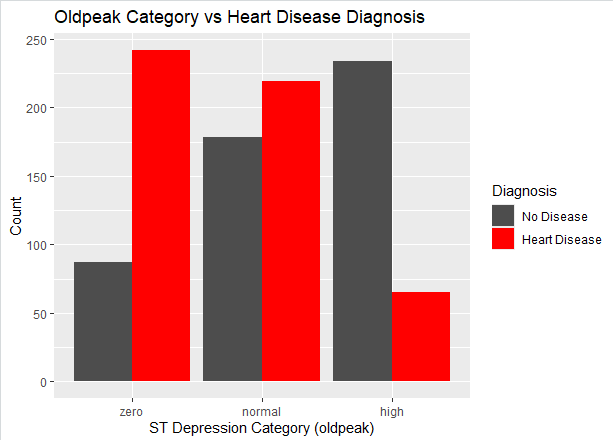 Oldpeak Category vs Heart Disease Diagnosis
250
200
150
100
50
0
Count
zero normal high
ST Depression Category (oldpeak)
Diagnosis
No Disease
Heart Disease